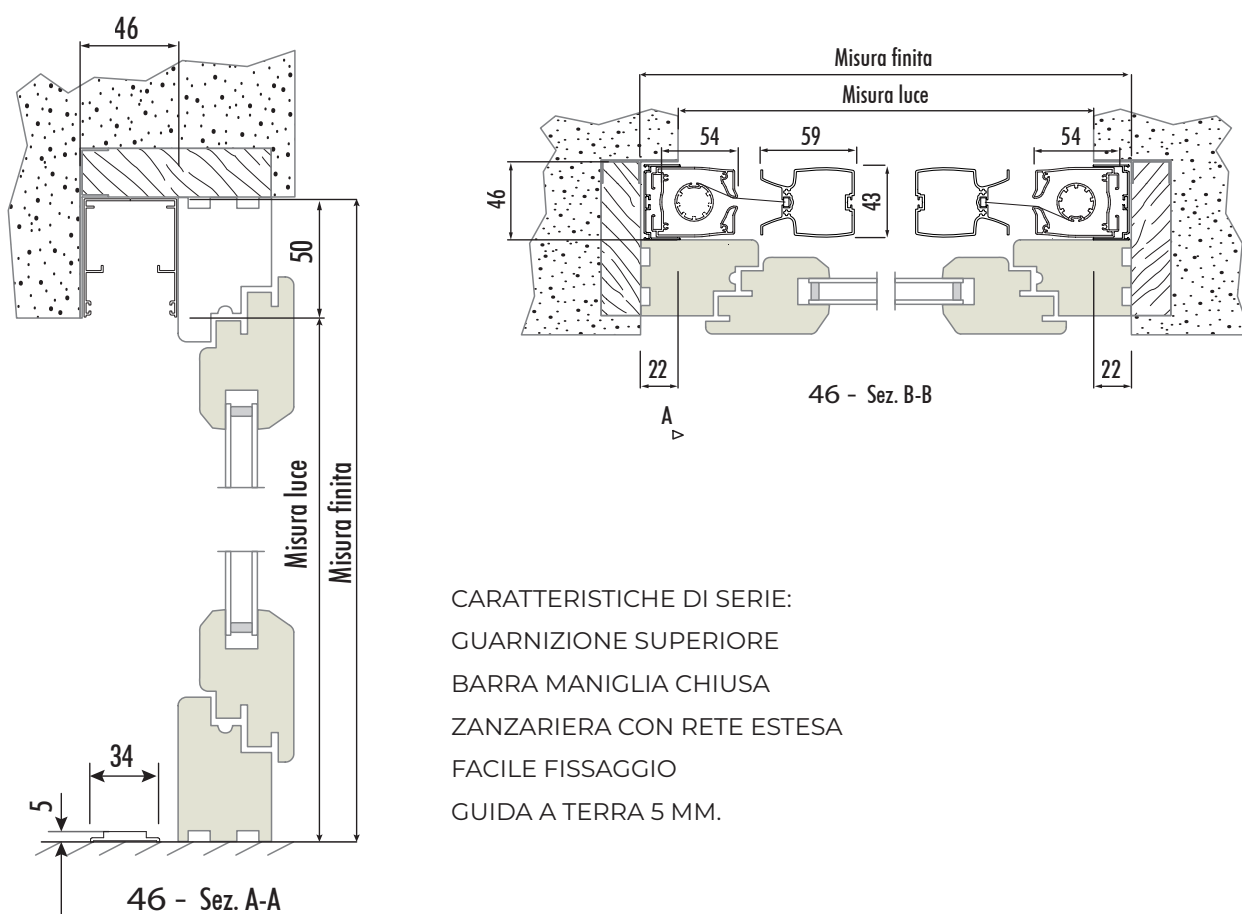 46
50
Misura luce
Misura finita
34
5
46 - Sez. A-A
Misura finita
Misura luce
54
59
54
46
43
22
22
A
46 - Sez. B-B
CARATTERISTICHE DI SERIE:
GUARNIZIONE SUPERIORE
BARRA MANIGLIA CHIUSA
ZANZARIERA CON RETE ESTESA
FACILE FISSAGGIO
GUIDA A TERRA 5 MM.